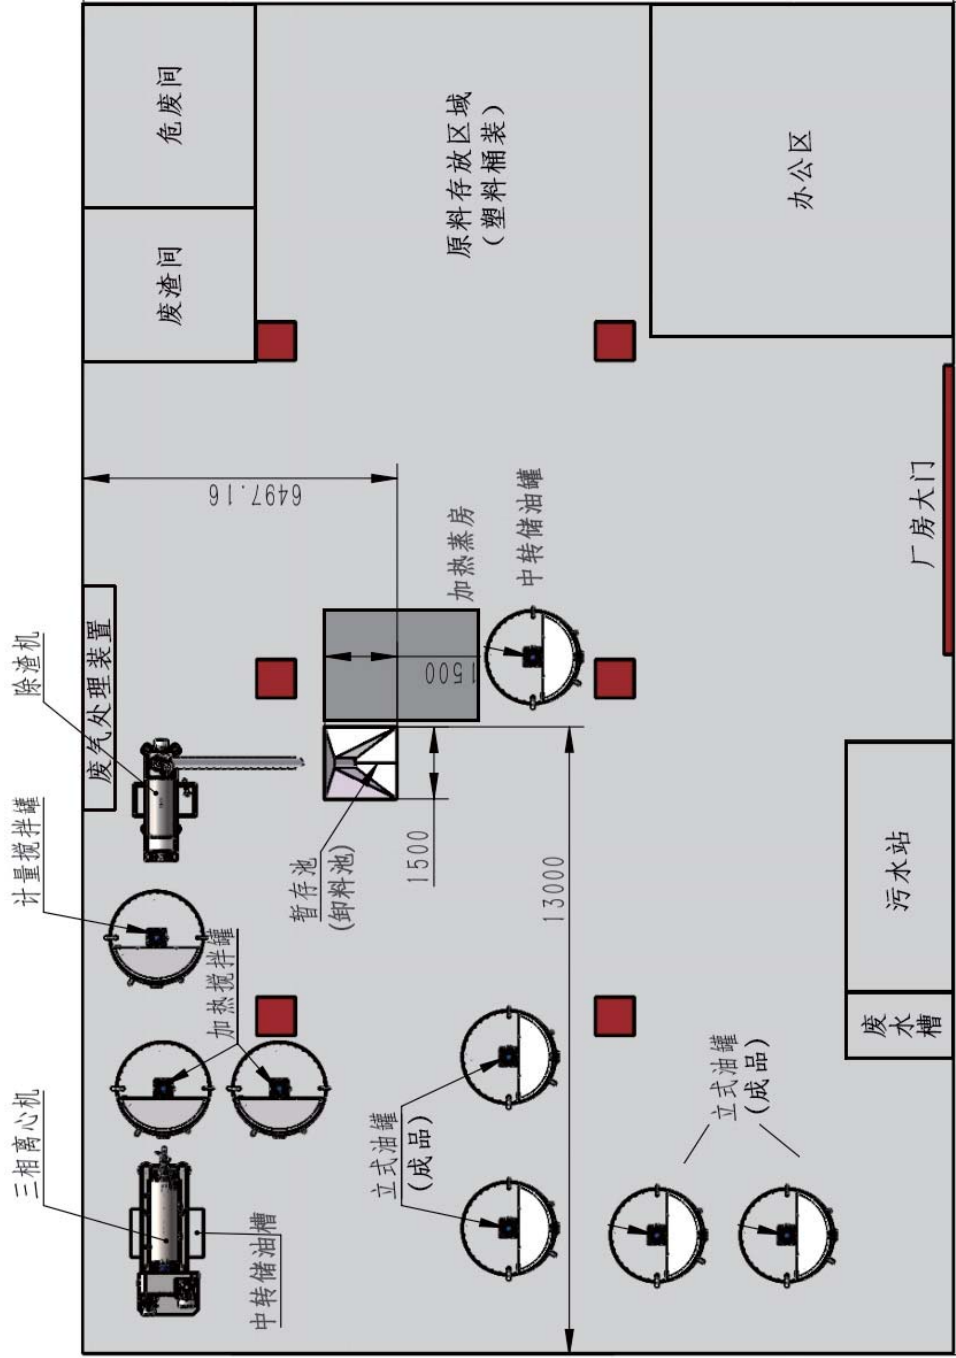 三相离心机
计量搅拌罐
除渣机
废气处理装置
废渣间
危废间
中转储油槽
加热搅拌罐
6497.16
暂存池
(卸料池)
1500
1500
加热蒸房
中转储油罐
原料存放区域
(塑料桶装)
立式油罐
(成品)
13000
立式油罐
(成品)
废
水
槽
污水站
厂房大门
办公区